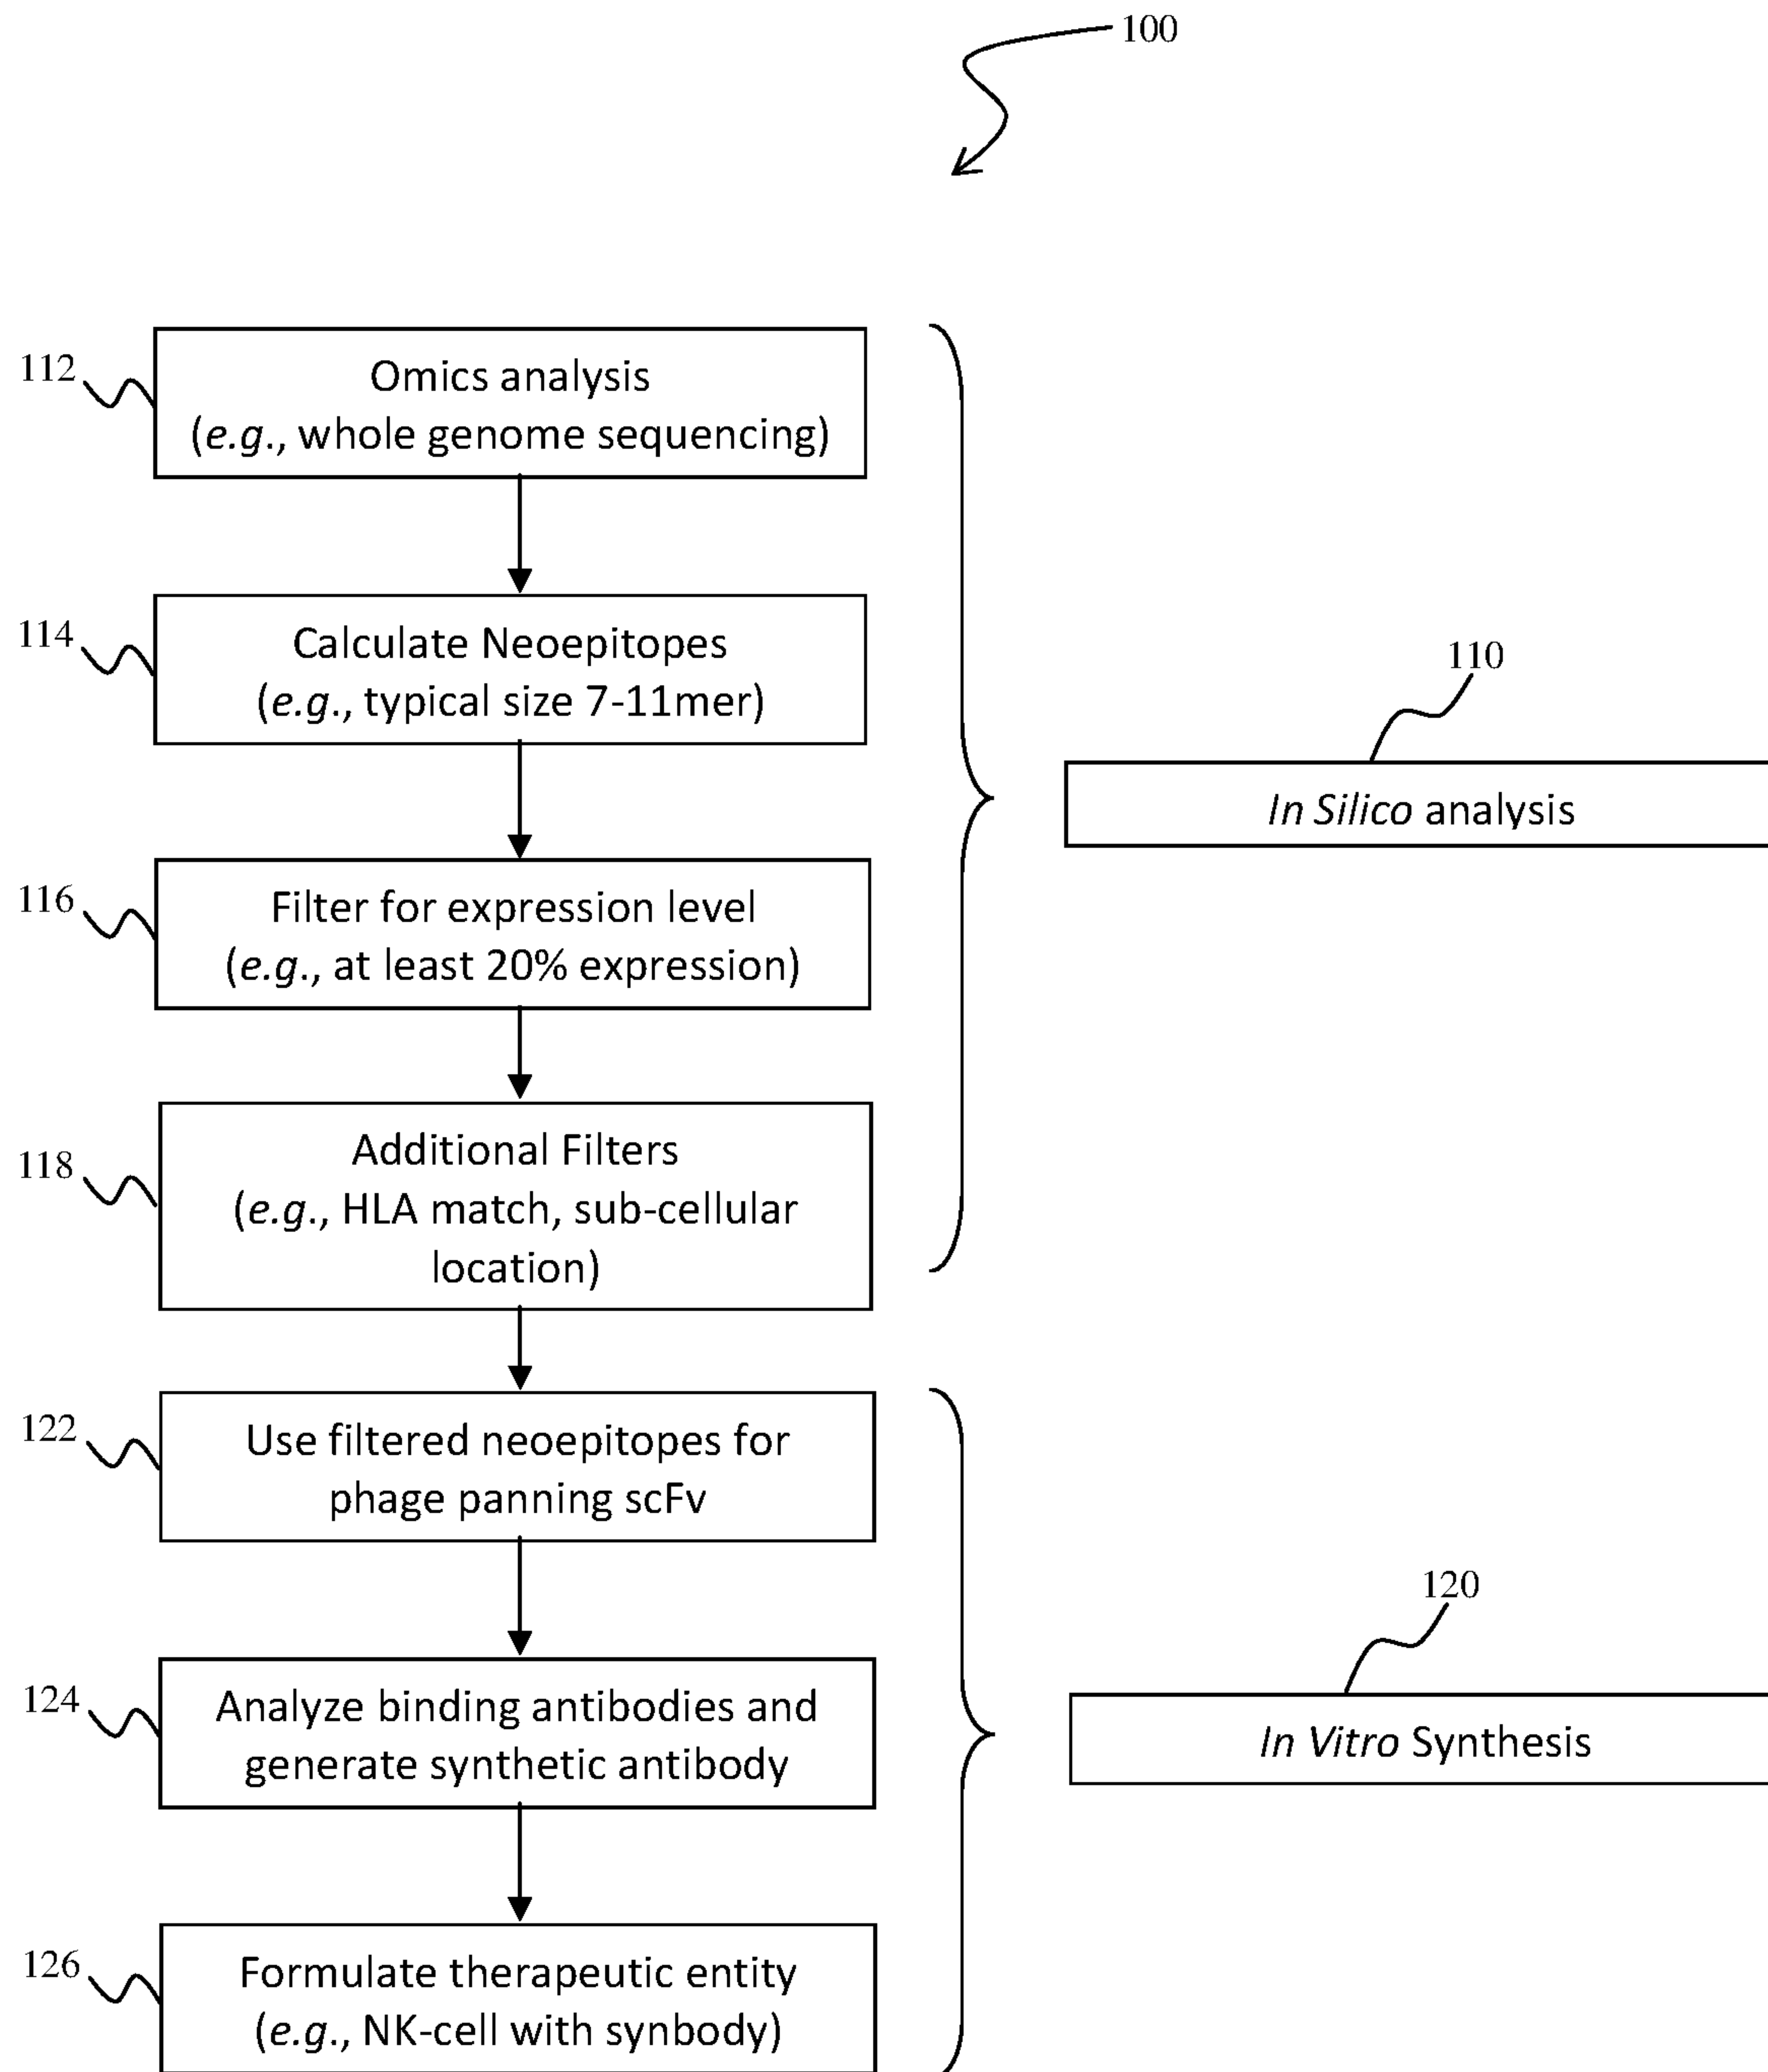 100
112
Omics analysis
(e.g., whole genome sequencing)
114
Calculate Neoepitopes
(e.g., typical size 7-11mer)
110
In Silico analysis
116
Filter for expression level
(e.g., at least 20% expression)
118
Additional Filters
(e.g., HLA match, sub-cellular
location)
122
Use filtered neoepitopes for
phage panning scFv
120
In Vitro Synthesis
124
Analyze binding antibodies and
generate synthetic antibody
126
Formulate therapeutic entity
(e.g., NK-cell with synbody)